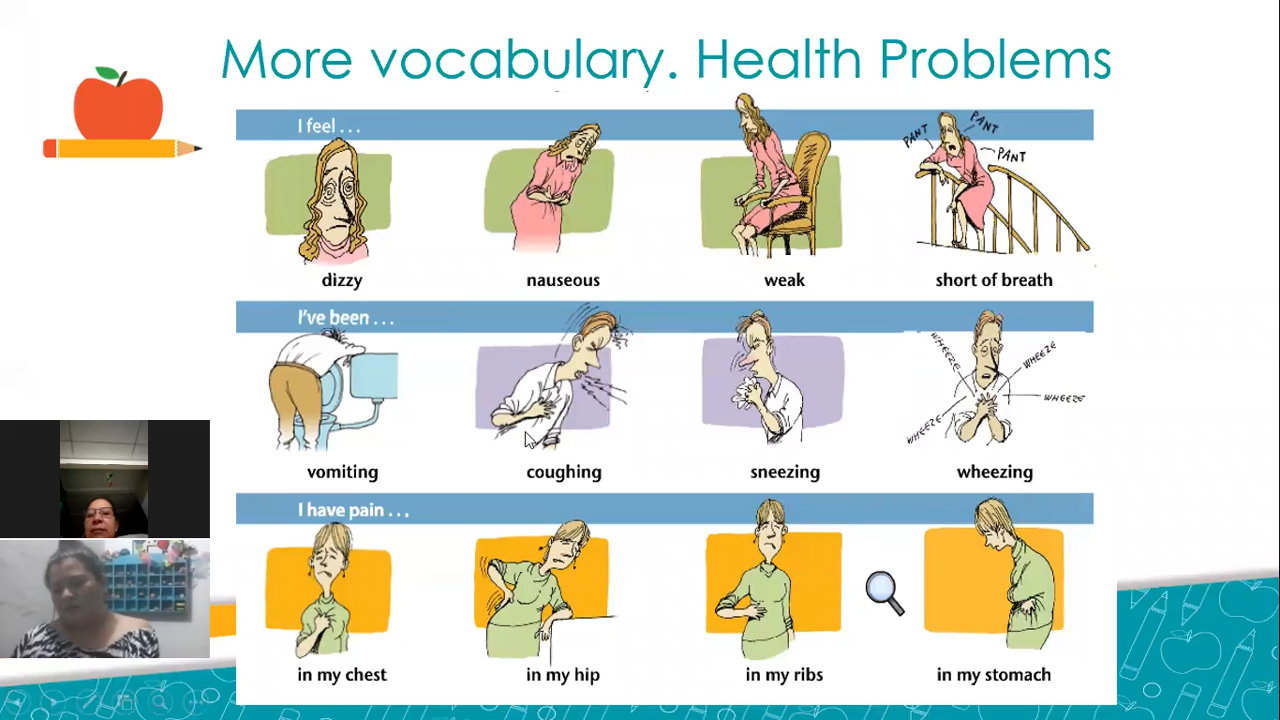 More vocabulary. Health Problems
I feel . . .
PANT PANT PANT
dizzy nauseous weak short of breath
I've been . . .
WHEEZE WHEEZE WHEEZE WHEEZE
vomiting coughing sneezing wheezing
I have pain . . .
in my chest in my hip in my ribs in my stomach